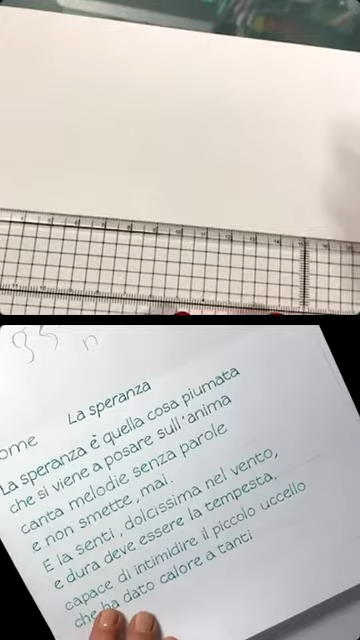 g s n
ome
La speranza
La speranza è quella cosa piumata
che si viene a posare sull'anima
canta melodie senza parole
e non smette, mai.
E la senti, dolcissima nel vento,
e dura deve essere la tempesta,
capace di intimidire il piccolo uccello
che ha dato calore a tanti